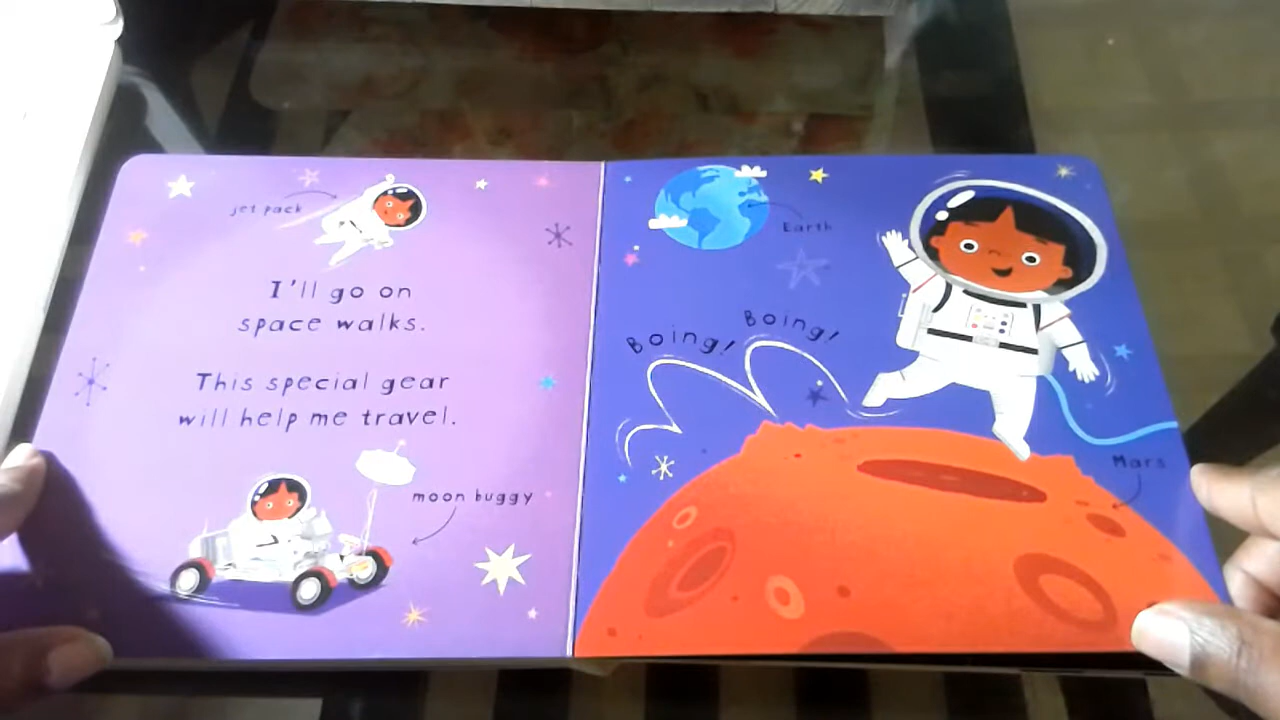 jet pack
I'll go on
space walks.
This special gear
will help me travel.
moon buggy
Earth
Boing! Boing!
Mars